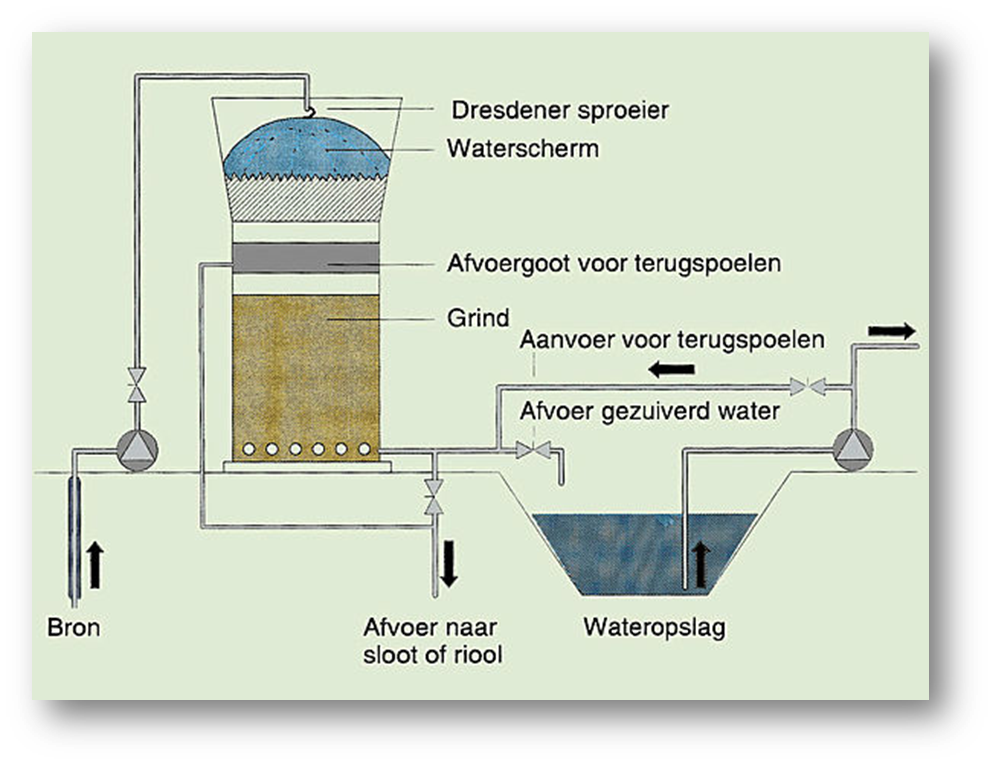 Dresdener sproeier
Waterscherm
Afvoergoot voor terugspoelen
Grind
Aanvoer voor terugspoelen
Afvoer gezuiverd water
Bron
Afvoer naar
sloot of riool
Wateropslag